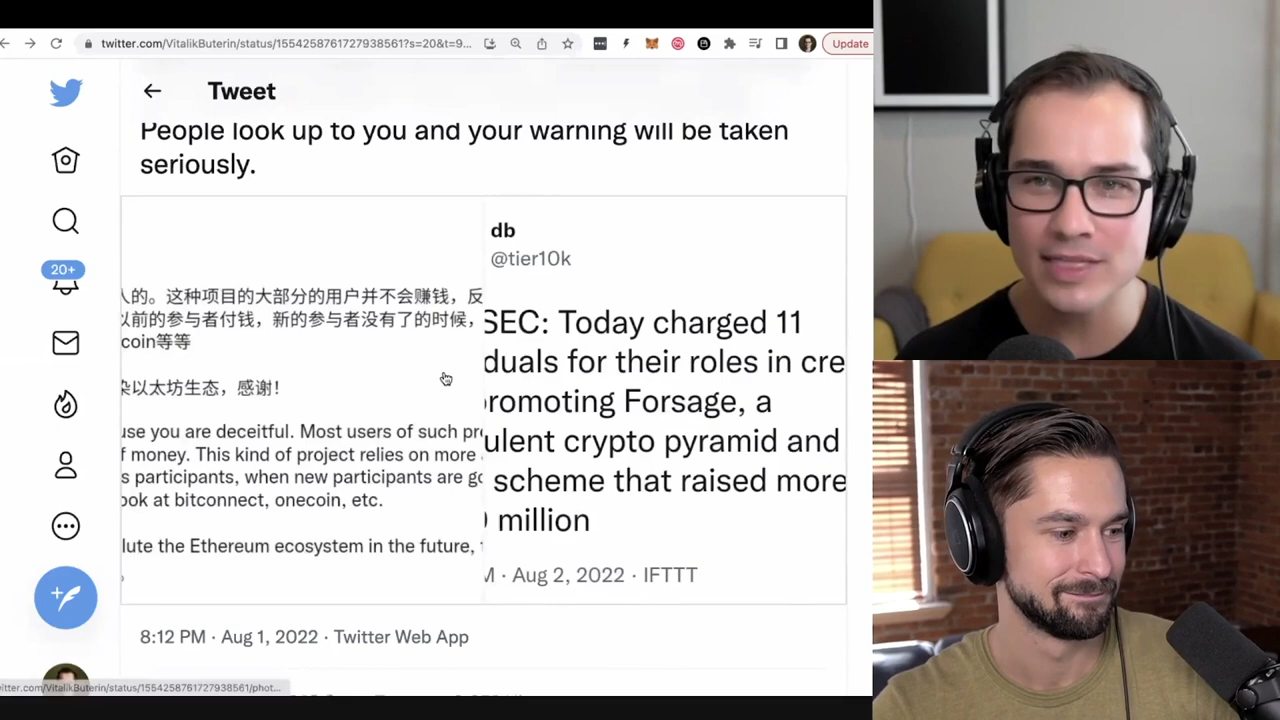 twitter.com/VitalikButerin/status/1554258761727938561?s=20&t=9...
Update
Tweet
People look up to you and your warning will be taken
seriously.
20+
人的。这种项目的大部分的用户并不会赚钱，反
以前的参与者付钱，新的参与者没有了的时候，
coin等等
染以太坊生态，感谢！
use you are deceitful. Most users of such pr
f money. This kind of project relies on more
s participants, when new participants are g
ook at bitconnect, onecoin, etc.
lute the Ethereum ecosystem in the future,
db
@tier10k
SEC: Today charged 11
duals for their roles in cre
promoting Forsage, a
ulent crypto pyramid and
scheme that raised more
million
M · Aug 2, 2022 · IFTTT
8:12 PM · Aug 1, 2022 · Twitter Web App
itter.com/VitalikButerin/status/1554258761727938561/phot...